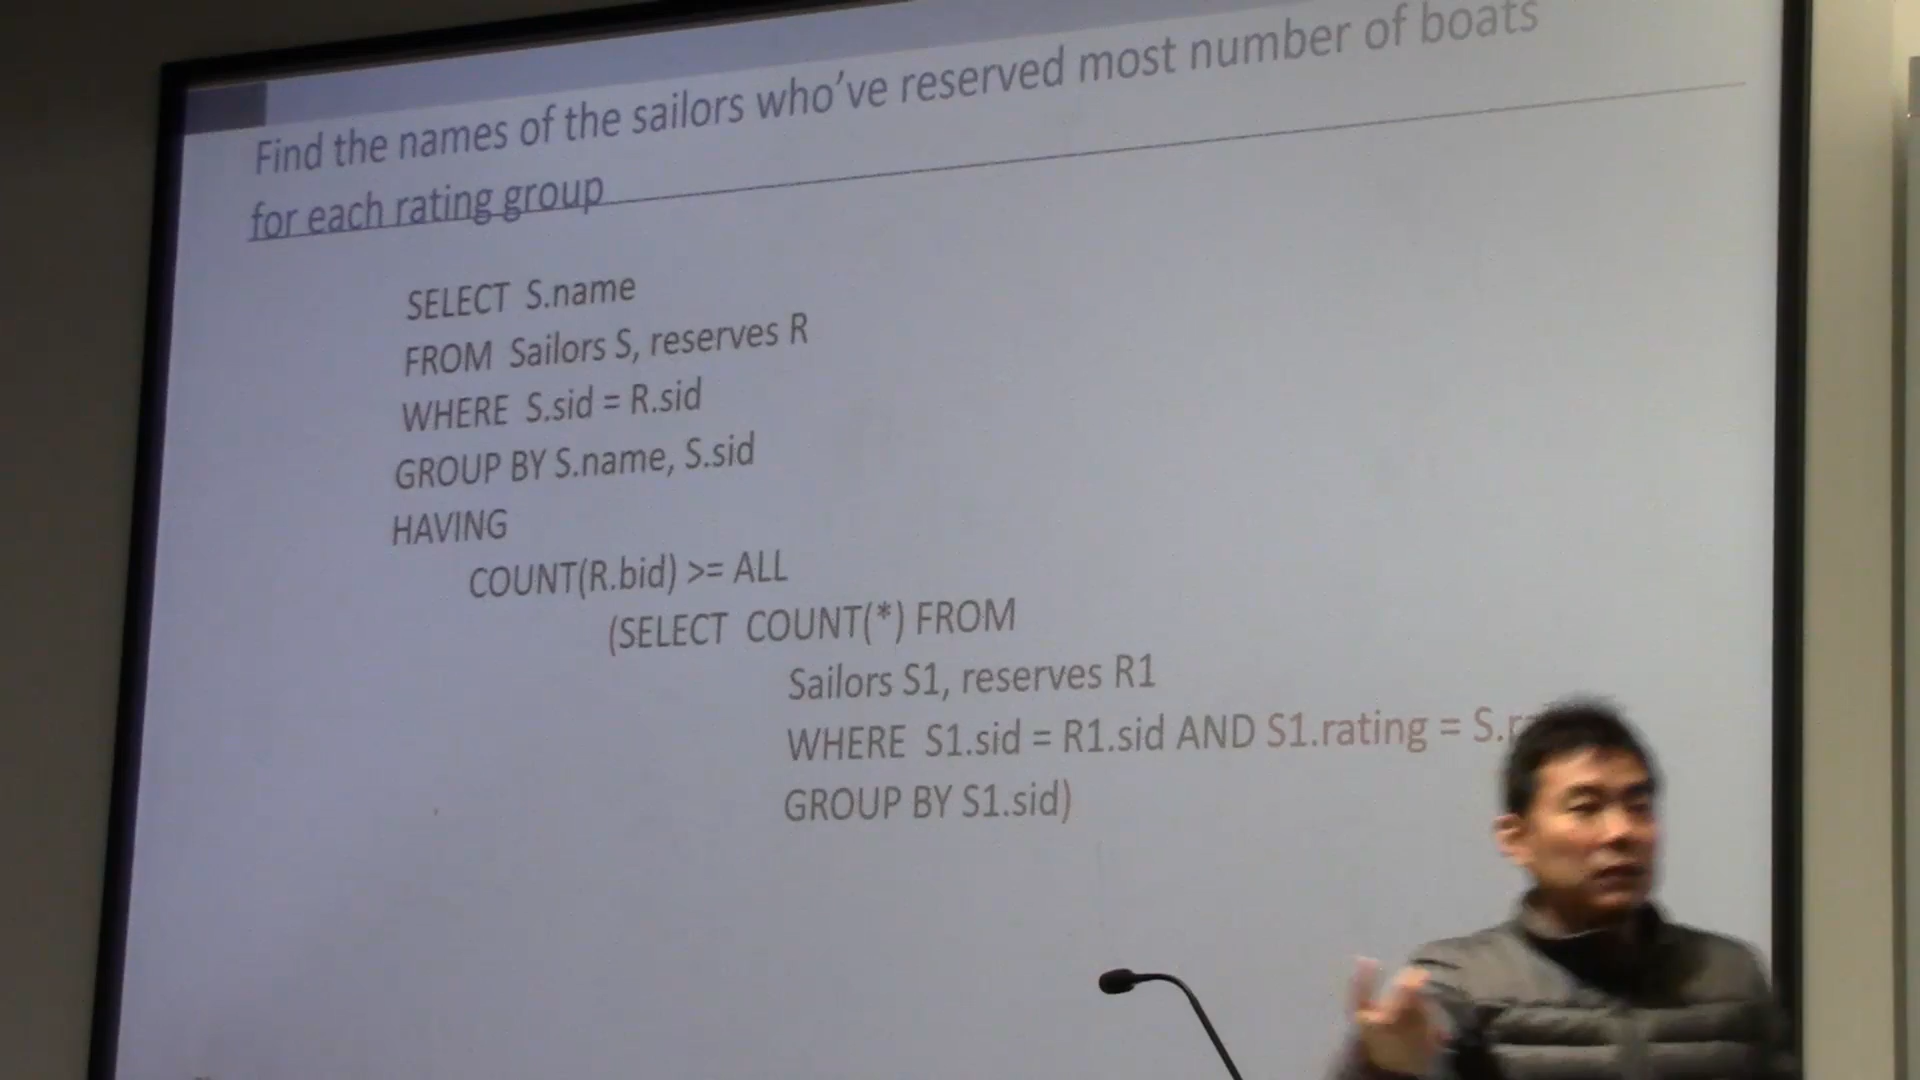 Find the names of the sailors who've reserved most number of boats
for each rating group
SELECT S.name
FROM Sailors S, reserves R
WHERE S.sid = R.sid
GROUP BY S.name, S.sid
HAVING
COUNT(R.bid) >= ALL
(SELECT COUNT(*) FROM
Sailors S1, reserves R1
WHERE S1.sid = R1.sid AND S1.rating =
GROUP BY S1.sid)